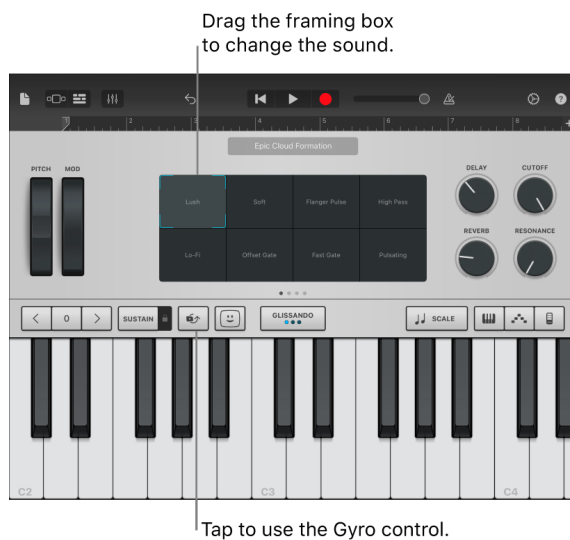 Drag the framing box
to change the sound.
1 2 3 4 5 6 7 8
Epic Cloud Formation
PITCH MOD
DELAY CUTOFF
Lush Soft Flanger Pulse High Pass
REVERB RESONANCE
Lo-Fi Offset Gate Fast Gate Pulsating
0 SUSTAIN GLISSANDO SCALE
C2 C3 C4
Tap to use the Gyro control.